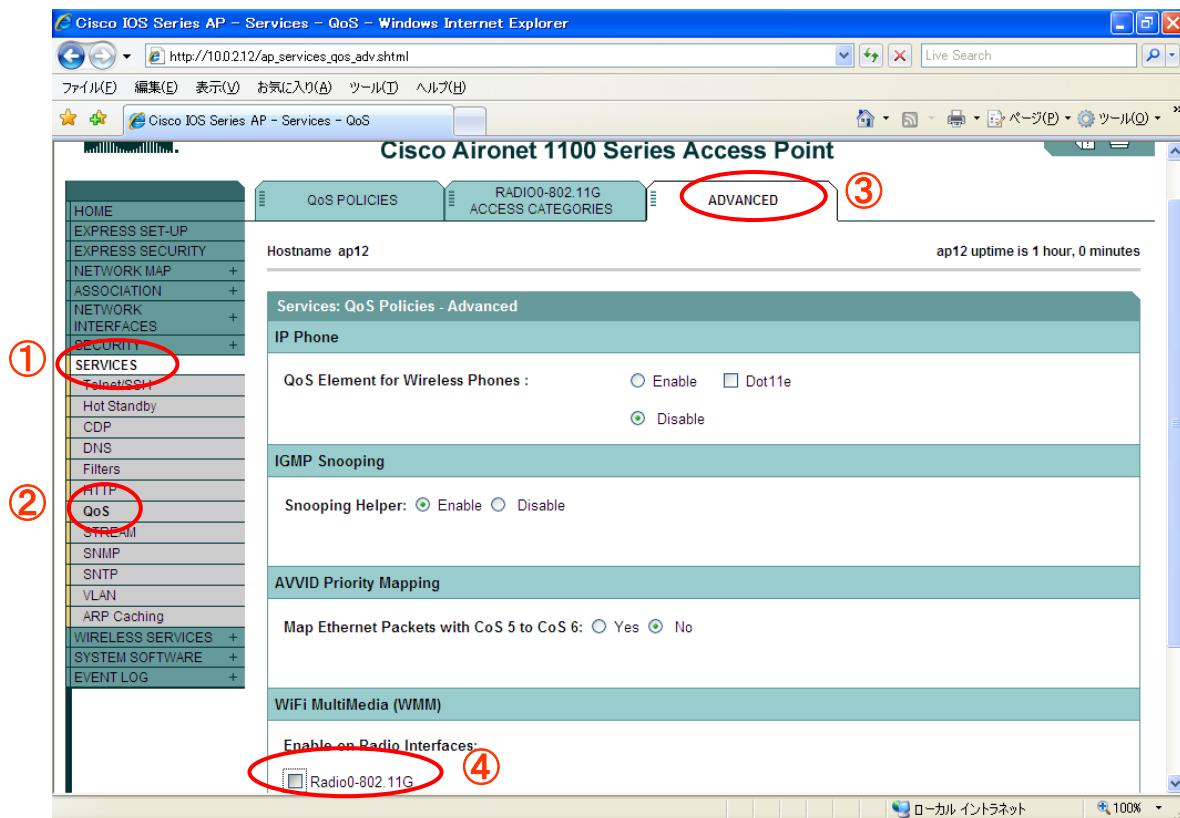 Cisco IOS Series AP - Services - QoS - Windows Internet Explorer
http://10.0.2.12/ap_services_qos_adv.shtml
Live Search
ファイル(F) 編集(E) 表示(V) お気に入り(A) ツール(T) ヘルプ(H)
Cisco IOS Series AP - Services - QoS
ページ(P) ツール(O) »
Cisco Aironet 1100 Series Access Point
QoS POLICIES
RADIO0-802.11G
ACCESS CATEGORIES
ADVANCED
③
HOME
EXPRESS SET-UP
EXPRESS SECURITY
NETWORK MAP +
ASSOCIATION +
NETWORK
INTERFACES +
SECURITY +
①
SERVICES
Telnet/SSH
Hot Standby
CDP
DNS
Filters
HTTP
②
QoS
STREAM
SNMP
SNTP
VLAN
ARP Caching
WIRELESS SERVICES +
SYSTEM SOFTWARE +
EVENT LOG +
Hostname ap12
ap12 uptime is 1 hour, 0 minutes
Services: QoS Policies - Advanced
IP Phone
QoS Element for Wireless Phones : Enable Dot11e
Disable
IGMP Snooping
Snooping Helper: Enable Disable
AVVID Priority Mapping
Map Ethernet Packets with CoS 5 to CoS 6: Yes No
WiFi MultiMedia (WMM)
Enable on Radio Interfaces:
Radio0-802.11G
④
ローカル イントラネット
100%